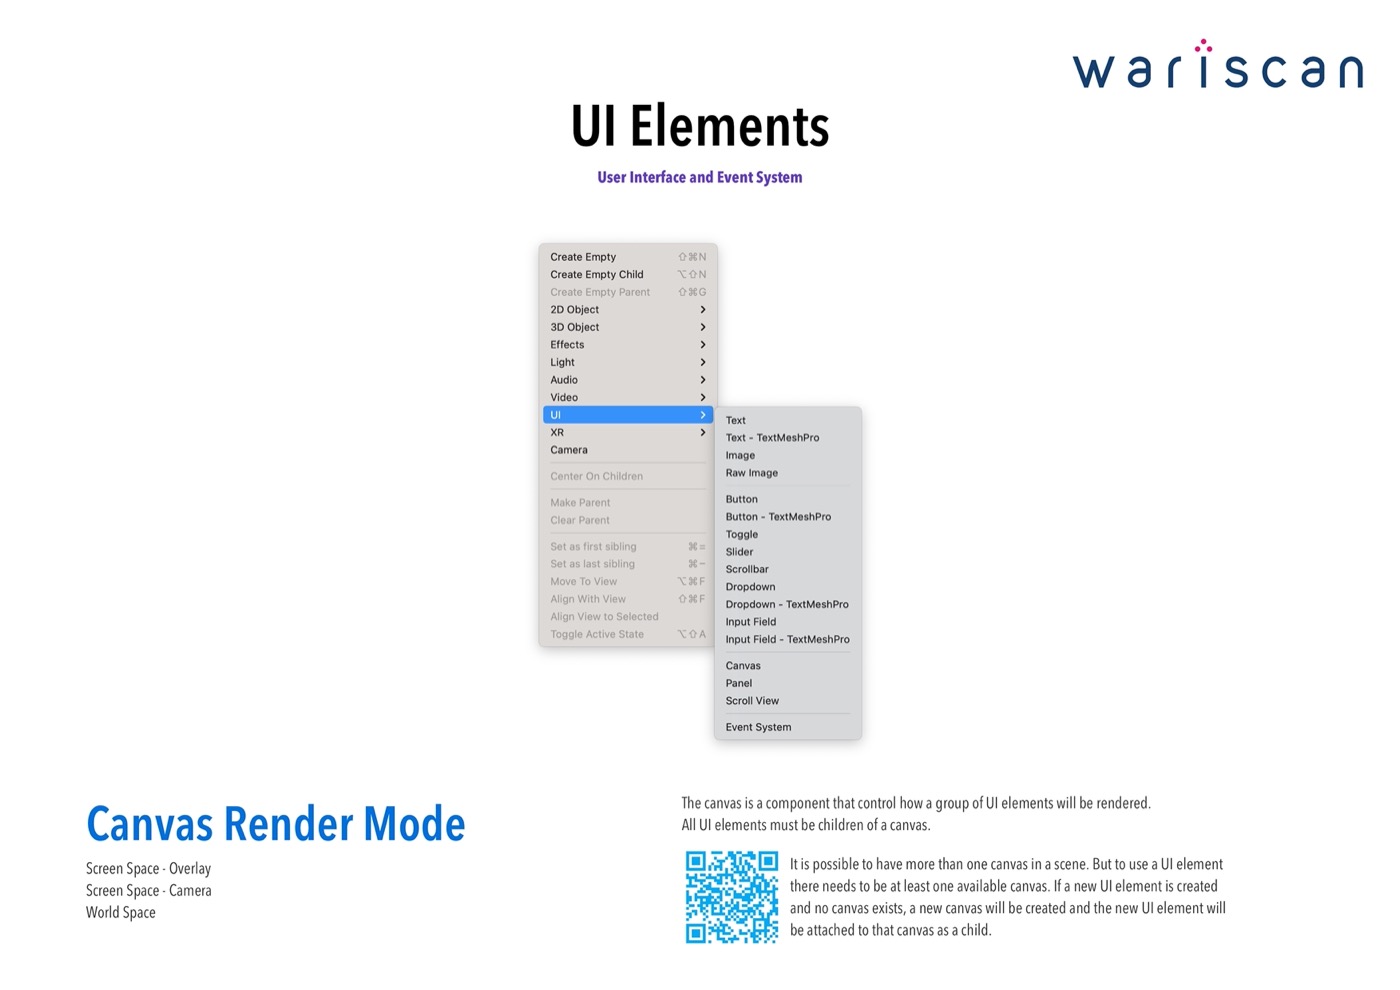 wariscan
UI Elements
User Interface and Event System
Create Empty ⇧⌘N
Create Empty Child ⌥⇧N
Create Empty Parent ⇧⌘G
2D Object
3D Object
Effects
Light
Audio
Video
UI
XR
Camera
Center On Children
Make Parent
Clear Parent
Set as first sibling ⌘=
Set as last sibling ⌘−
Move To View ⌥⌘F
Align With View ⇧⌘F
Align View to Selected
Toggle Active State ⌥⇧A
Text
Text - TextMeshPro
Image
Raw Image
Button
Button - TextMeshPro
Toggle
Slider
Scrollbar
Dropdown
Dropdown - TextMeshPro
Input Field
Input Field - TextMeshPro
Canvas
Panel
Scroll View
Event System
Canvas Render Mode
Screen Space - Overlay
Screen Space - Camera
World Space
The canvas is a component that control how a group of UI elements will be rendered.
All UI elements must be children of a canvas.
It is possible to have more than one canvas in a scene. But to use a UI element
there needs to be at least one available canvas. If a new UI element is created
and no canvas exists, a new canvas will be created and the new UI element will
be attached to that canvas as a child.